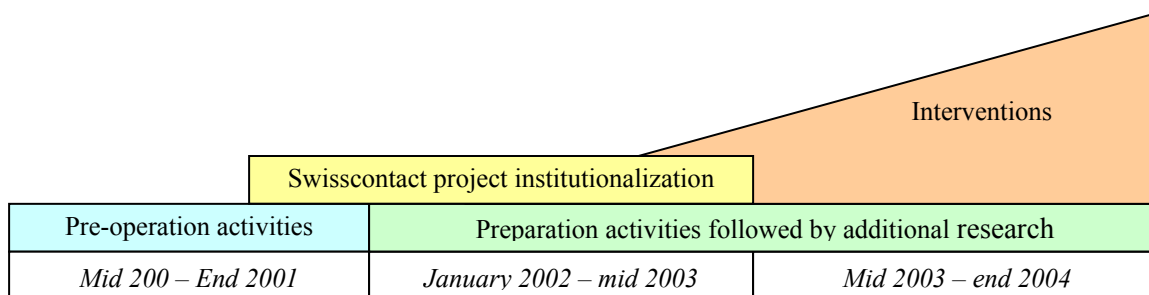 Interventions
Swisscontact project institutionalization
Pre-operation activities
Preparation activities followed by additional research
Mid 200 – End 2001
January 2002 – mid 2003
Mid 2003 – end 2004